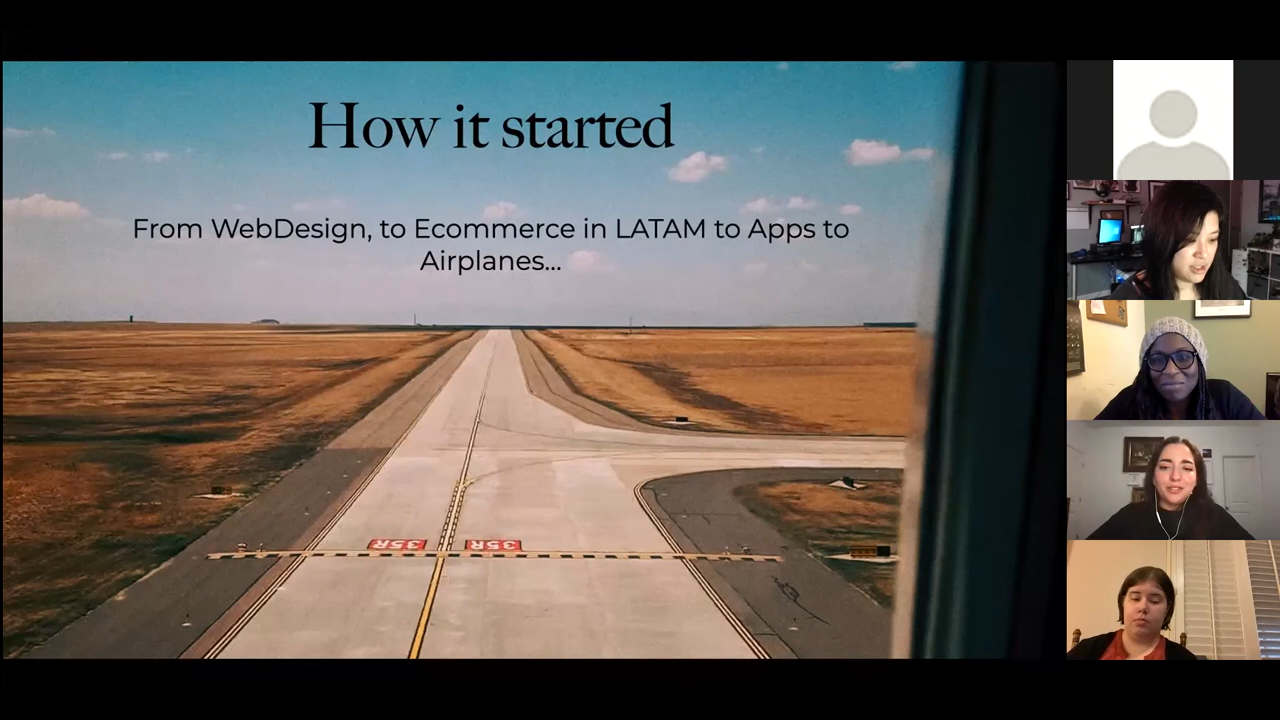 How it started
From WebDesign, to Ecommerce in LATAM to Apps to
Airplanes...
35R 35R